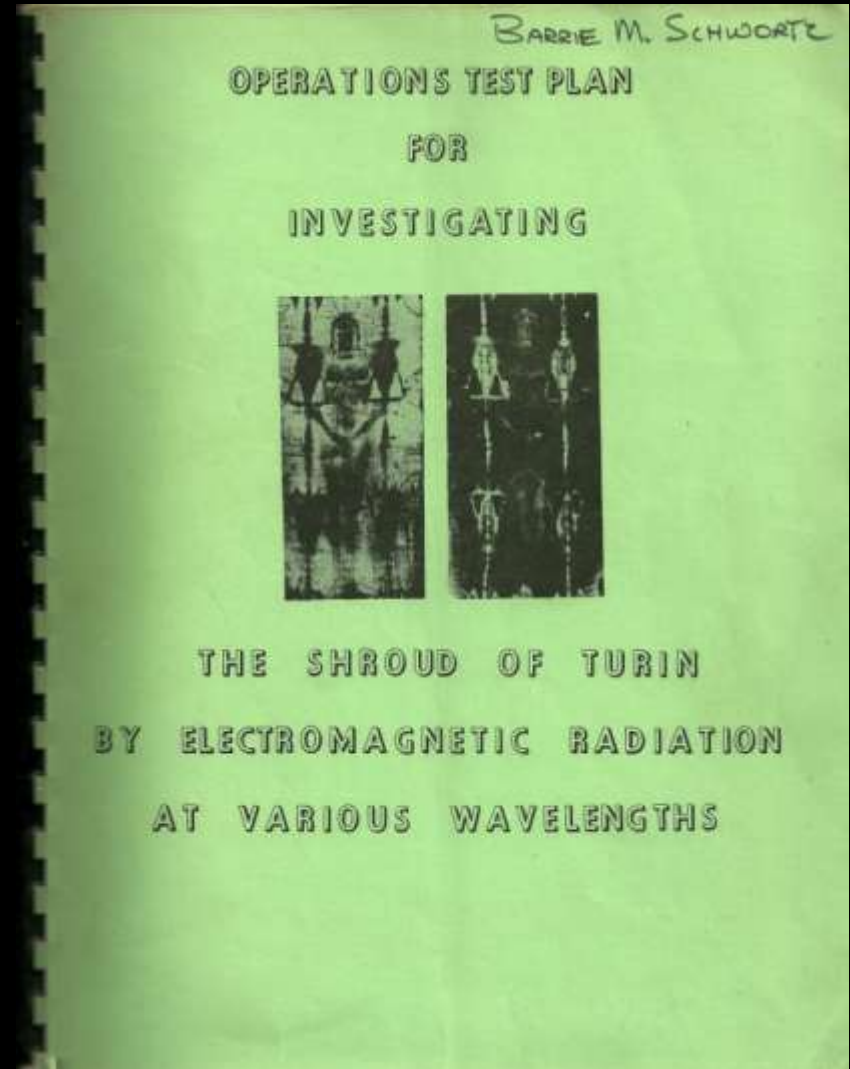 BARRIE M. SCHWORTZ
OPERATIONS TEST PLAN
FOR
INVESTIGATING
THE SHROUD OF TURIN
BY ELECTROMAGNETIC RADIATION
AT VARIOUS WAVELENGTHS